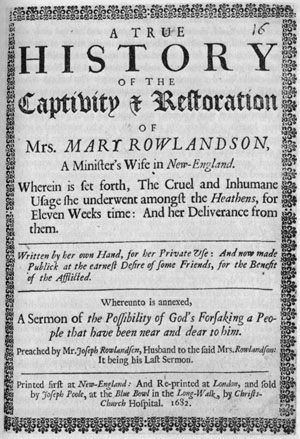 16
A TRUE
HISTORY
OF THE
Captivity & Reſtoration
OF
Mrs. MARY ROWLANDSON,
A Miniſter's Wife in New-England.
Wherein is ſet forth, The Cruel and Inhumane
Uſage ſhe underwent amongſt the Heathens, for
Eleven Weeks time: And her Deliverance from
them.
Written by her own Hand, for her Private Uſe: And now made
Publick at the earneſt Deſire of ſome Friends, for the Benefit
of the Afflicted.
Whereunto is annexed,
A Sermon of the Poſſibility of God's Forſaking a Peo-
ple that have been near and dear to him.
Preached by Mr. Joſeph Rowlandſon, Husband to the ſaid Mrs. Rowlandſon:
It being his Laſt Sermon.
Printed firſt at New-England: And Re-printed at London, and ſold
by Joſeph Poole, at the Blue Bowl in the Long-Walk, by Chriſts-
Church Hoſpital. 1682.